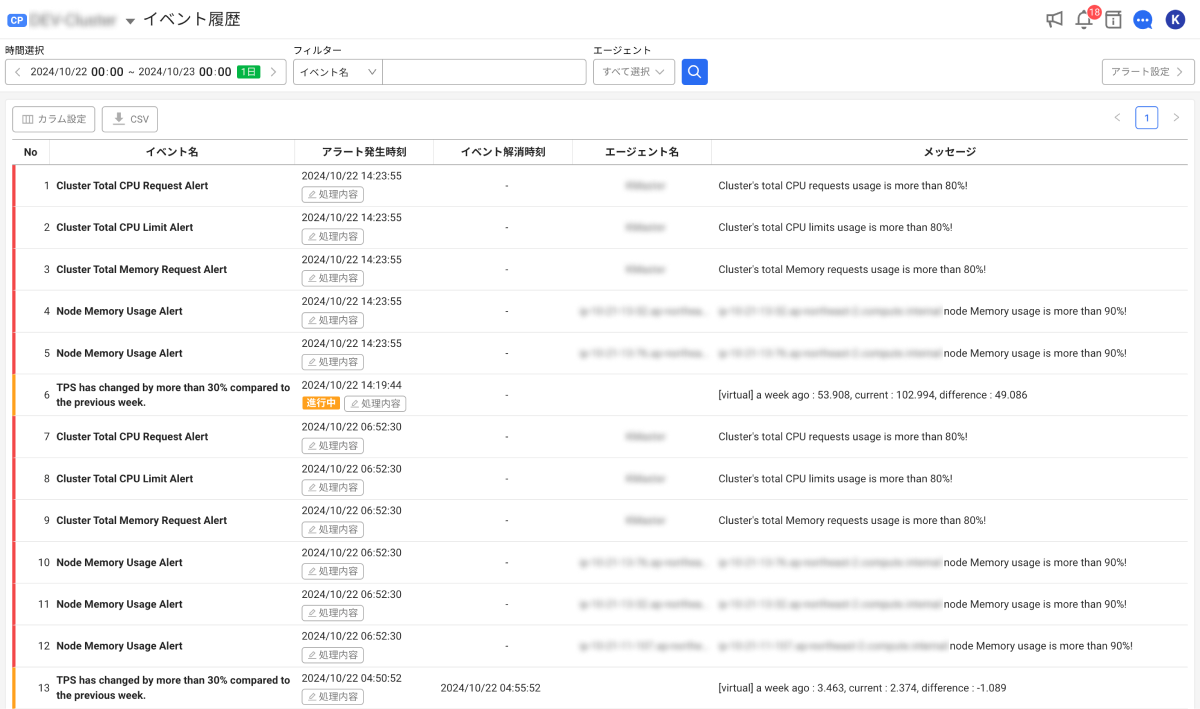 CP イベント履歴 18 K
時間選択 フィルター エージェント
2024/10/22 00:00 ~ 2024/10/23 00:00 1日 イベント名 すべて選択 アラート設定
カラム設定 CSV 1
No イベント名 アラート発生時刻 イベント解消時刻 エージェント名 メッセージ
1 Cluster Total CPU Request Alert 2024/10/22 14:23:55 - Cluster's total CPU requests usage is more than 80%!
処理内容
2 Cluster Total CPU Limit Alert 2024/10/22 14:23:55 - Cluster's total CPU limits usage is more than 80%!
処理内容
3 Cluster Total Memory Request Alert 2024/10/22 14:23:55 - Cluster's total Memory requests usage is more than 80%!
処理内容
4 Node Memory Usage Alert 2024/10/22 14:23:55 - node Memory usage is more than 90%!
処理内容
5 Node Memory Usage Alert 2024/10/22 14:23:55 - node Memory usage is more than 90%!
処理内容
6 TPS has changed by more than 30% compared to 2024/10/22 14:19:44 - [virtual] a week ago : 53.908, current : 102.994, difference : 49.086
the previous week. 進行中 処理内容
7 Cluster Total CPU Request Alert 2024/10/22 06:52:30 - Cluster's total CPU requests usage is more than 80%!
処理内容
8 Cluster Total CPU Limit Alert 2024/10/22 06:52:30 - Cluster's total CPU limits usage is more than 80%!
処理内容
9 Cluster Total Memory Request Alert 2024/10/22 06:52:30 - Cluster's total Memory requests usage is more than 80%!
処理内容
10 Node Memory Usage Alert 2024/10/22 06:52:30 - node Memory usage is more than 90%!
処理内容
11 Node Memory Usage Alert 2024/10/22 06:52:30 - node Memory usage is more than 90%!
処理内容
12 Node Memory Usage Alert 2024/10/22 06:52:30 - node Memory usage is more than 90%!
処理内容
13 TPS has changed by more than 30% compared to 2024/10/22 04:50:52 2024/10/22 04:55:52 [virtual] a week ago : 3.463, current : 2.374, difference : -1.089
the previous week. 処理内容